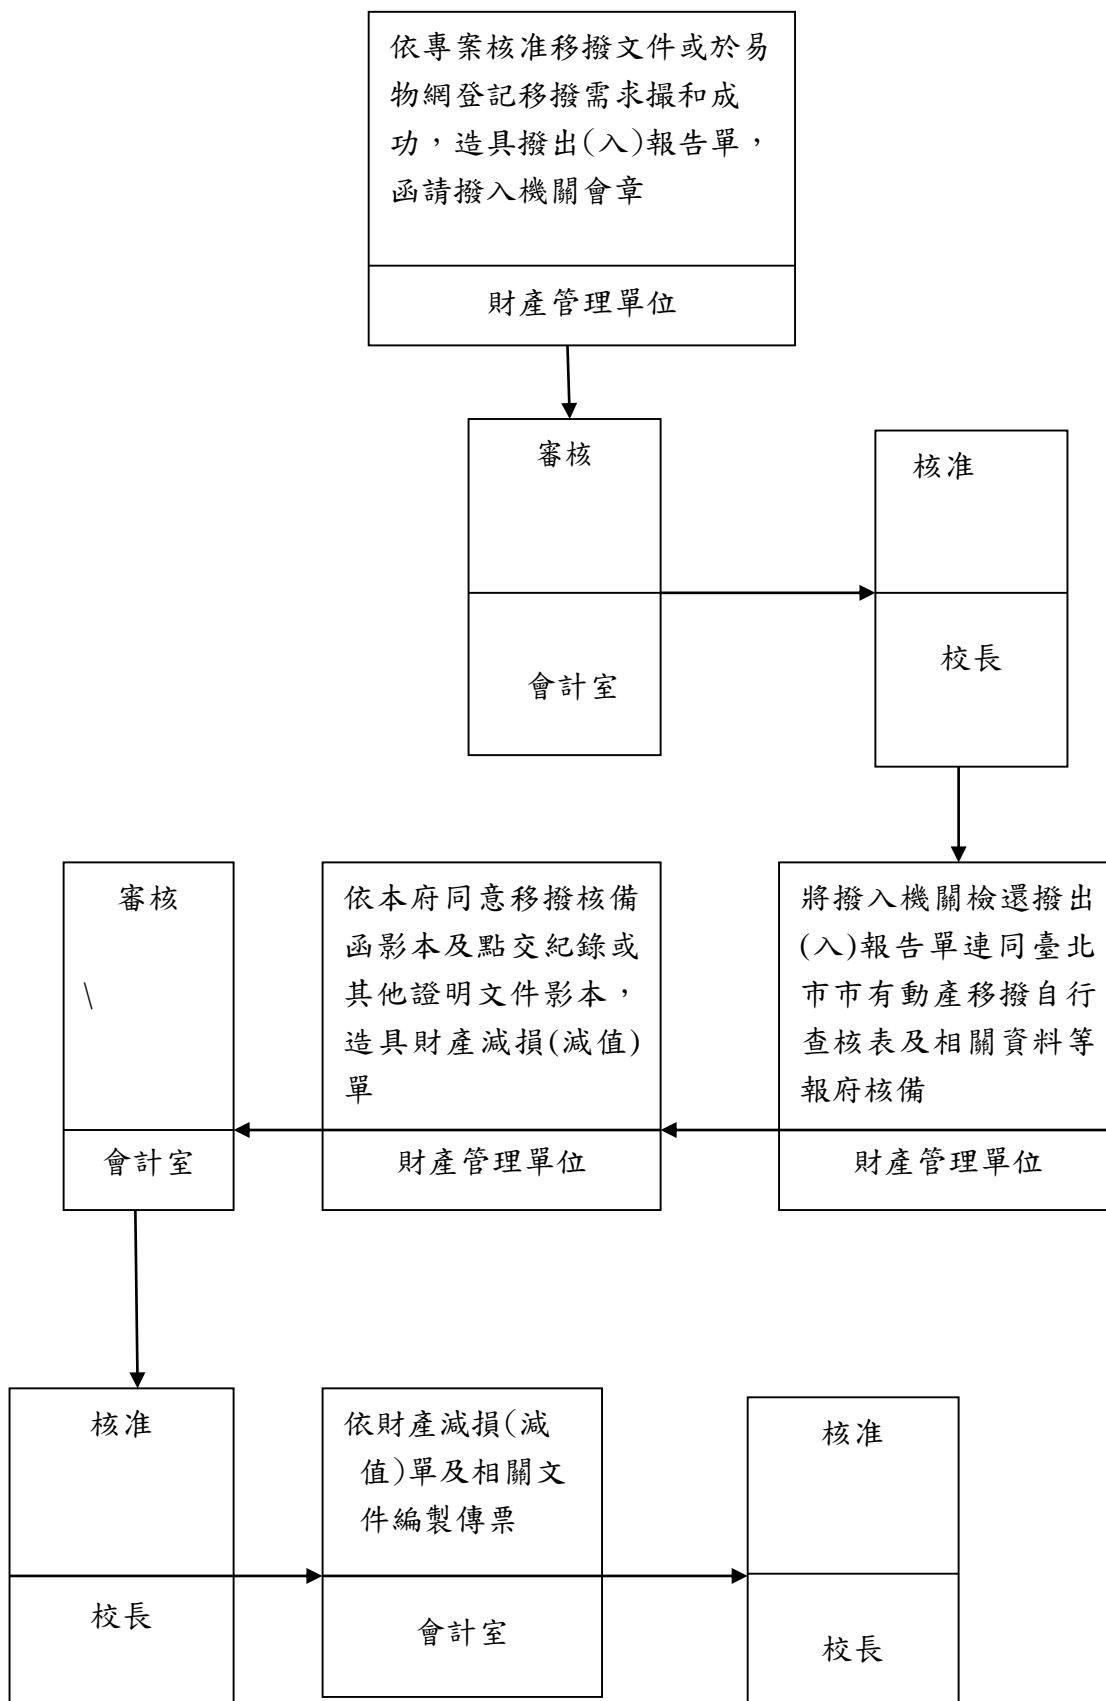 依專案核准移撥文件或於易
物網登記移撥需求撮和成
功，造具撥出(入)報告單，
函請撥入機關會章
財產管理單位
審核
會計室
核准
校長
將撥入機關檢還撥出
(入)報告單連同臺北
市市有動產移撥自行
查核表及相關資料等
報府核備
財產管理單位
依本府同意移撥核備
函影本及點交紀錄或
其他證明文件影本，
造具財產減損(減值)
單
財產管理單位
審核
\
會計室
核准
校長
依財產減損(減
值)單及相關文
件編製傳票
會計室
核准
校長